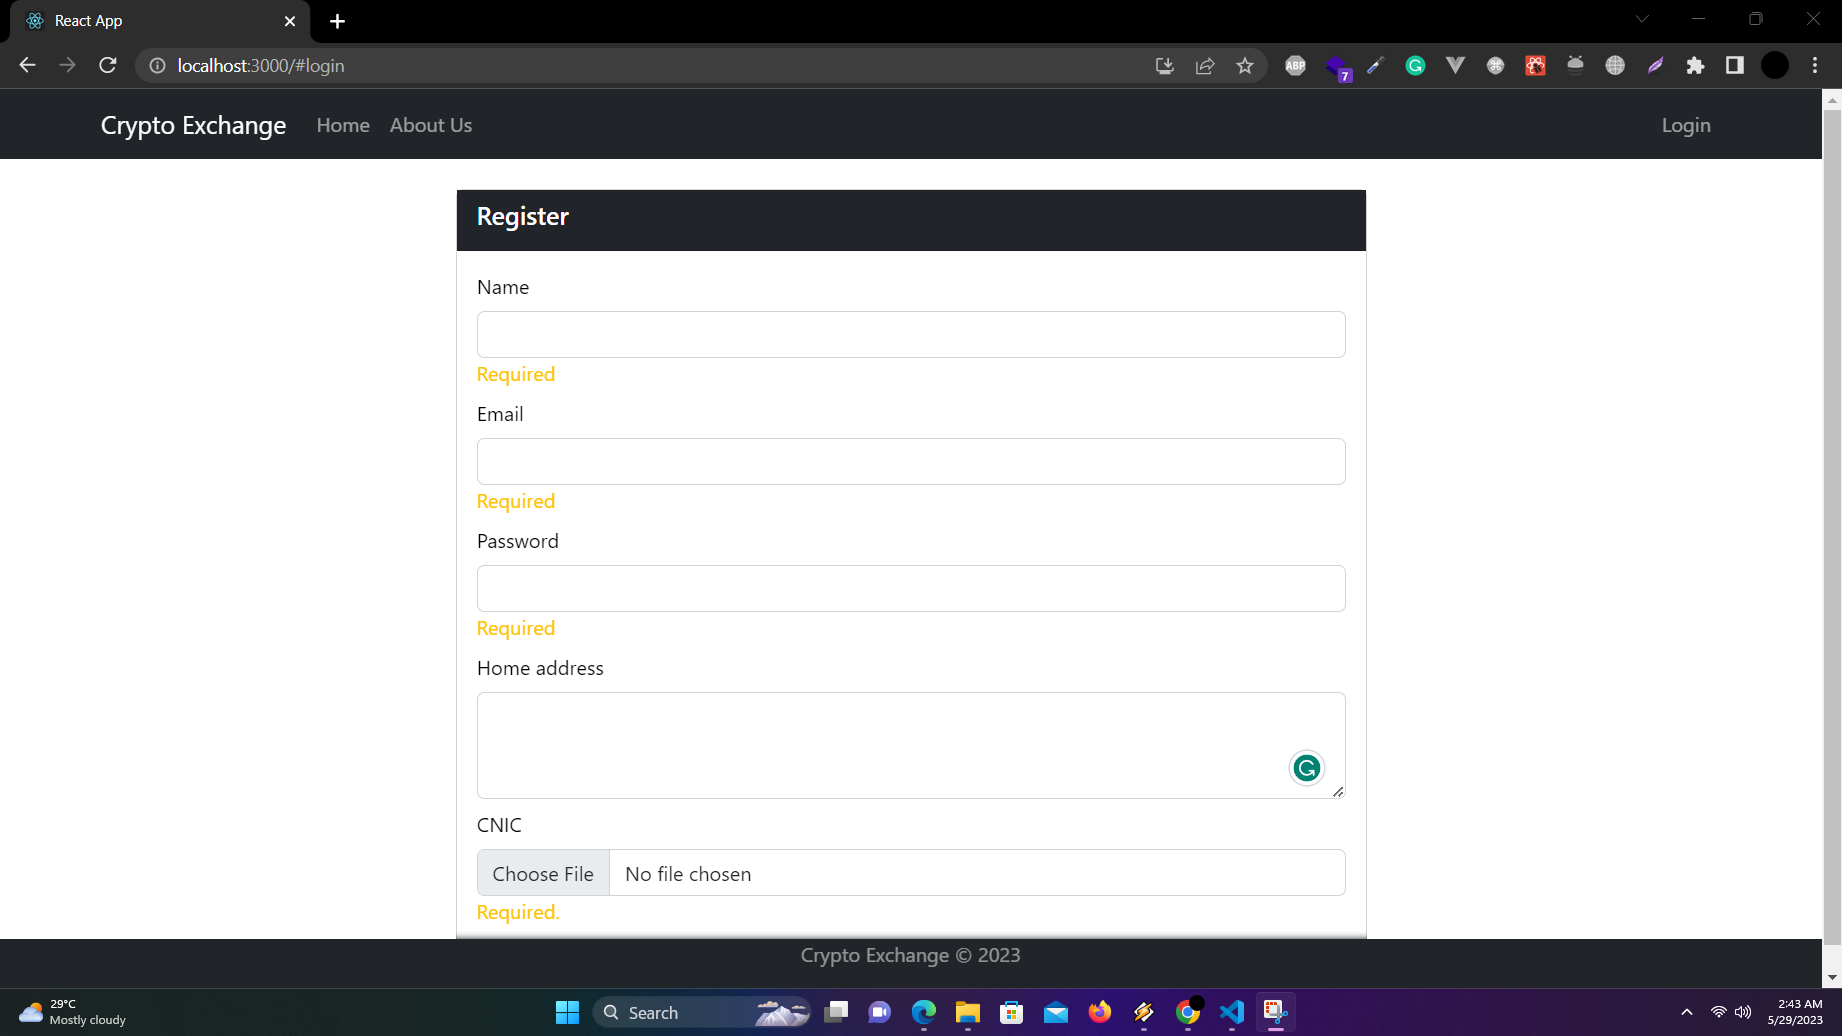 React App
localhost:3000/#login
ABP
7
Crypto Exchange
Home
About Us
Login
Register
Name
Required
Email
Required
Password
Required
Home address
CNIC
Choose File
No file chosen
Required.
Crypto Exchange © 2023
29°C
Mostly cloudy
Search
2:43 AM
5/29/2023